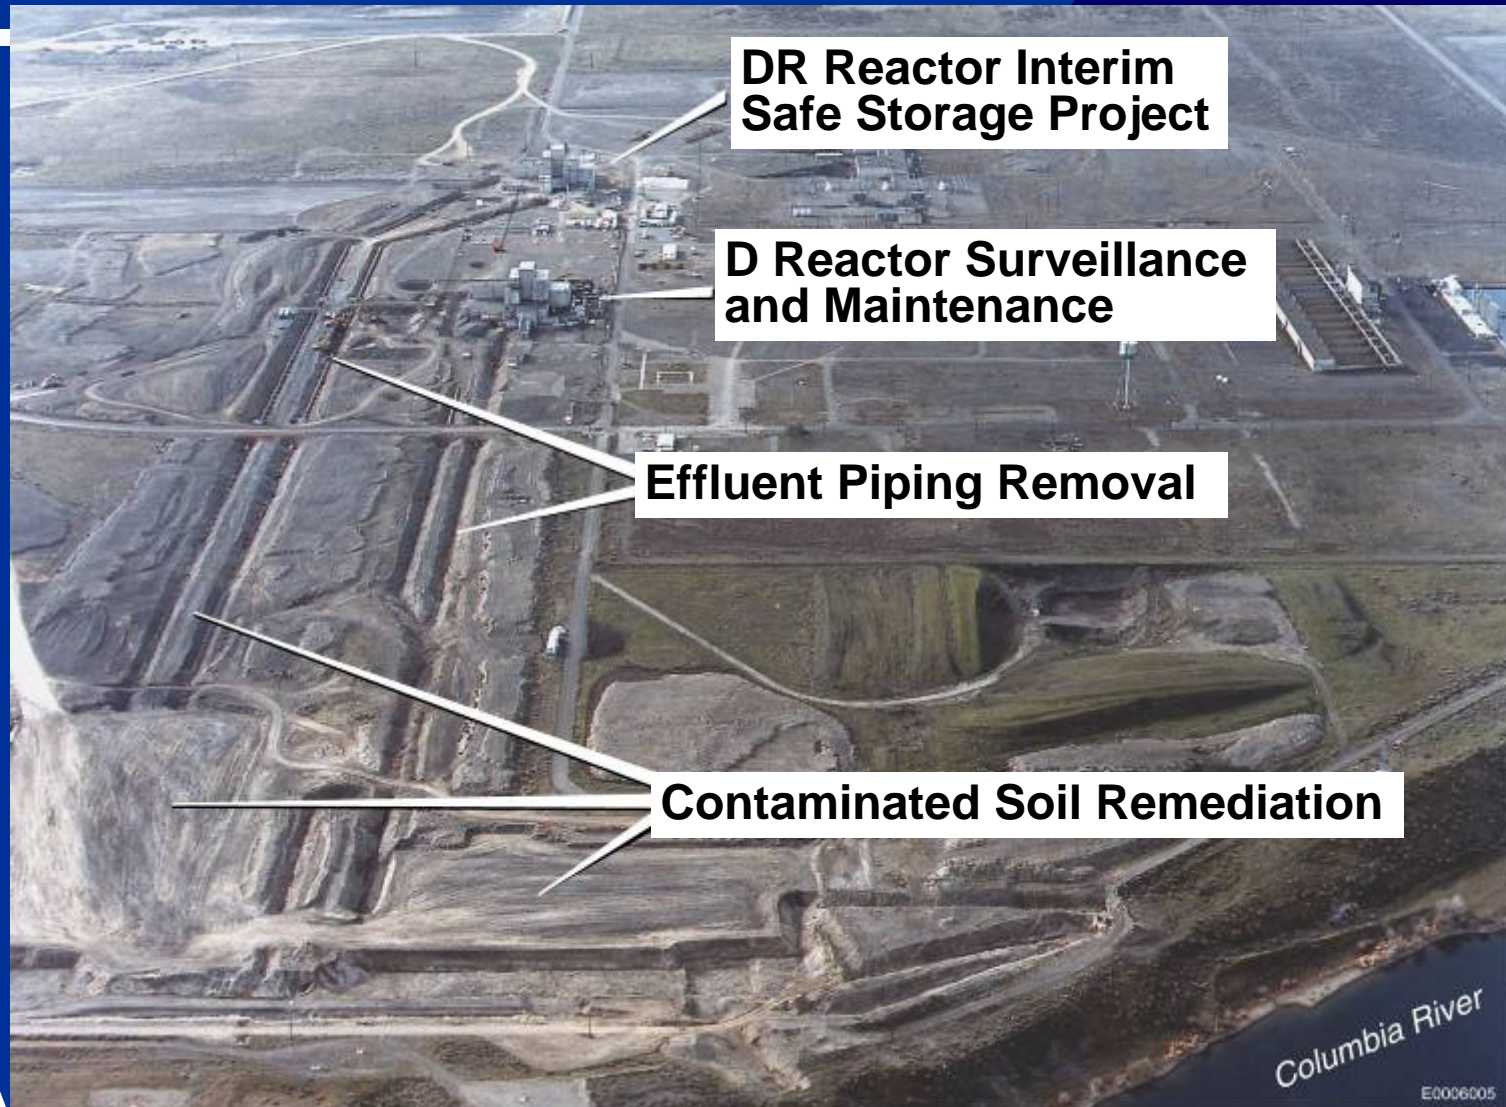 DR Reactor Interim
Safe Storage Project
D Reactor Surveillance
and Maintenance
Effluent Piping Removal
Contaminated Soil Remediation
Columbia River
E0006005